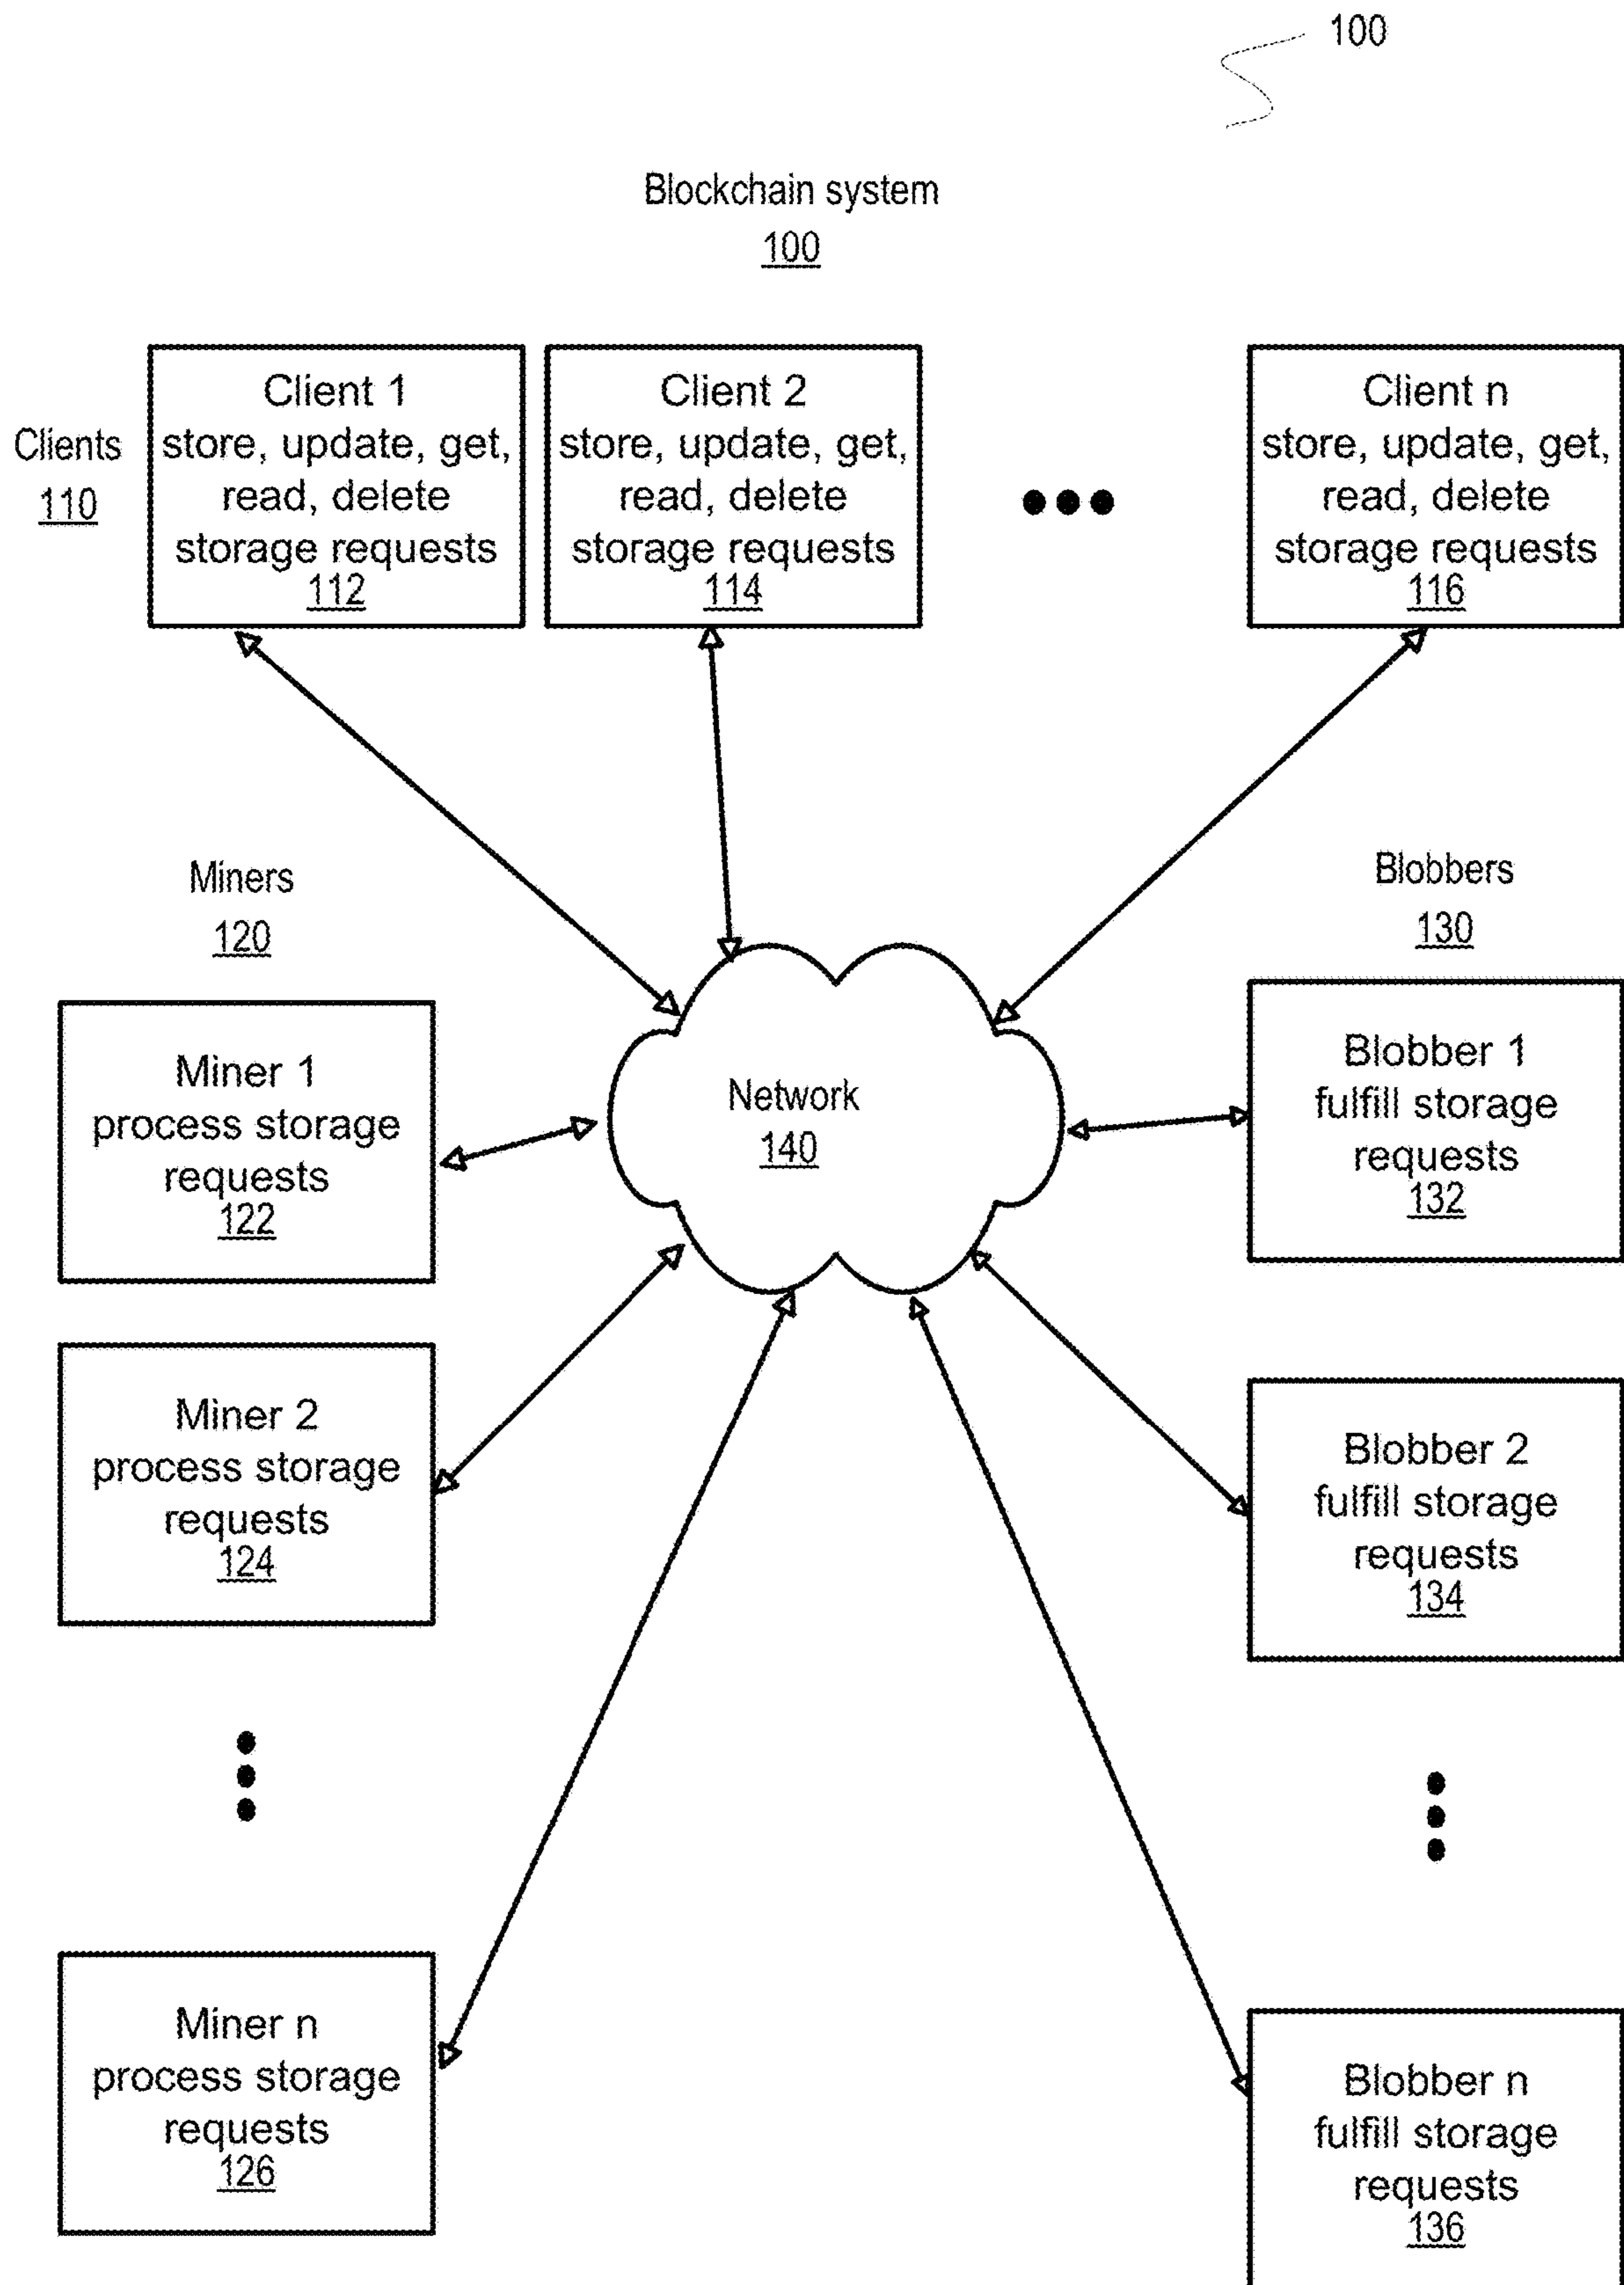 100
Blockchain system
100
Clients
110
Client 1
store, update, get,
read, delete
storage requests
112
Client 2
store, update, get,
read, delete
storage requests
114
Client n
store, update, get,
read, delete
storage requests
116
Miners
120
Blobbers
130
Miner 1
process storage
requests
122
Network
140
Blobber 1
fulfill storage
requests
132
Miner 2
process storage
requests
124
Blobber 2
fulfill storage
requests
134
Miner n
process storage
requests
126
Blobber n
fulfill storage
requests
136